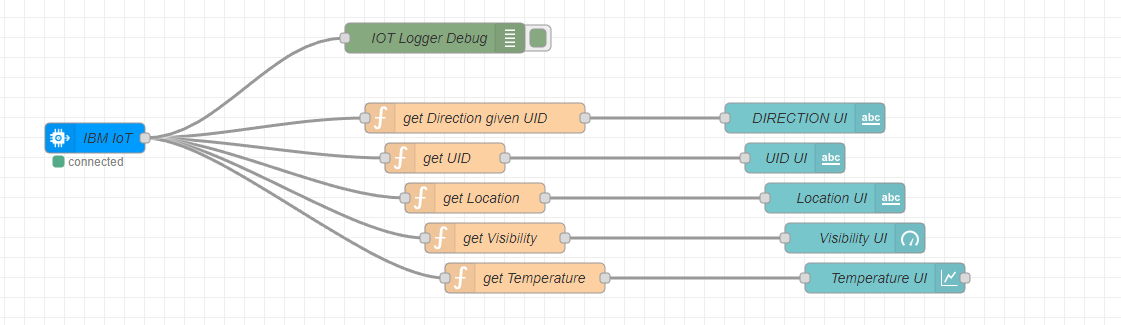 IOT Logger Debug
get Direction given UID
DIRECTION UI
abc
IBM IoT
connected
get UID
UID UI
abc
get Location
Location UI
abc
get Visibility
Visibility UI
get Temperature
Temperature UI